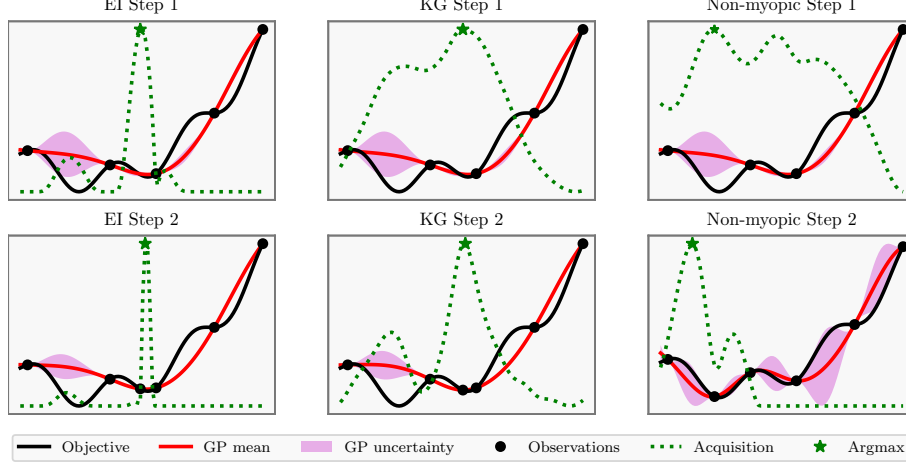 EI Step 1
KG Step 1
Non-myopic Step 1
EI Step 2
KG Step 2
Non-myopic Step 2
Objective GP mean GP uncertainty Observations Acquisition Argmax